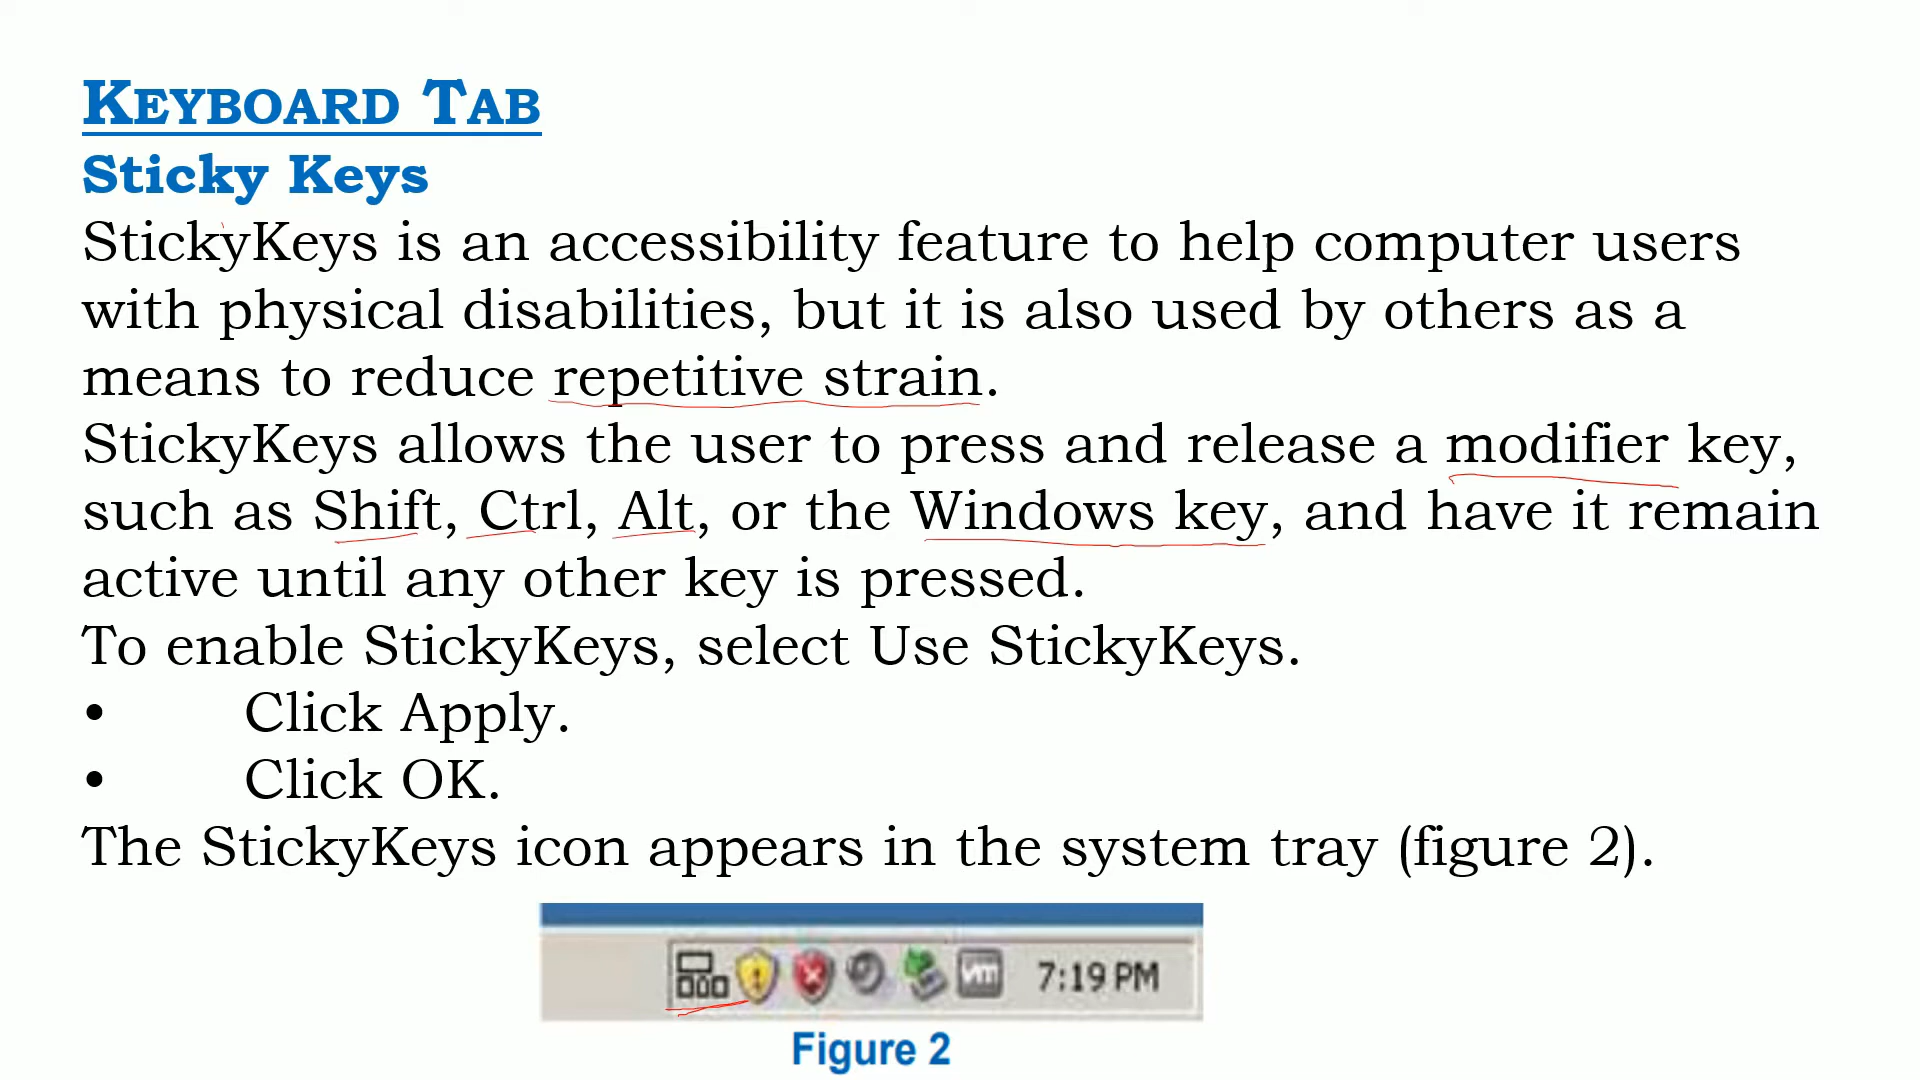 KEYBOARD TAB
Sticky Keys
StickyKeys is an accessibility feature to help computer users
with physical disabilities, but it is also used by others as a
means to reduce repetitive strain.
StickyKeys allows the user to press and release a modifier key,
such as Shift, Ctrl, Alt, or the Windows key, and have it remain
active until any other key is pressed.
To enable StickyKeys, select Use StickyKeys.
• Click Apply.
• Click OK.
The StickyKeys icon appears in the system tray (figure 2).
vm 7:19 PM
Figure 2